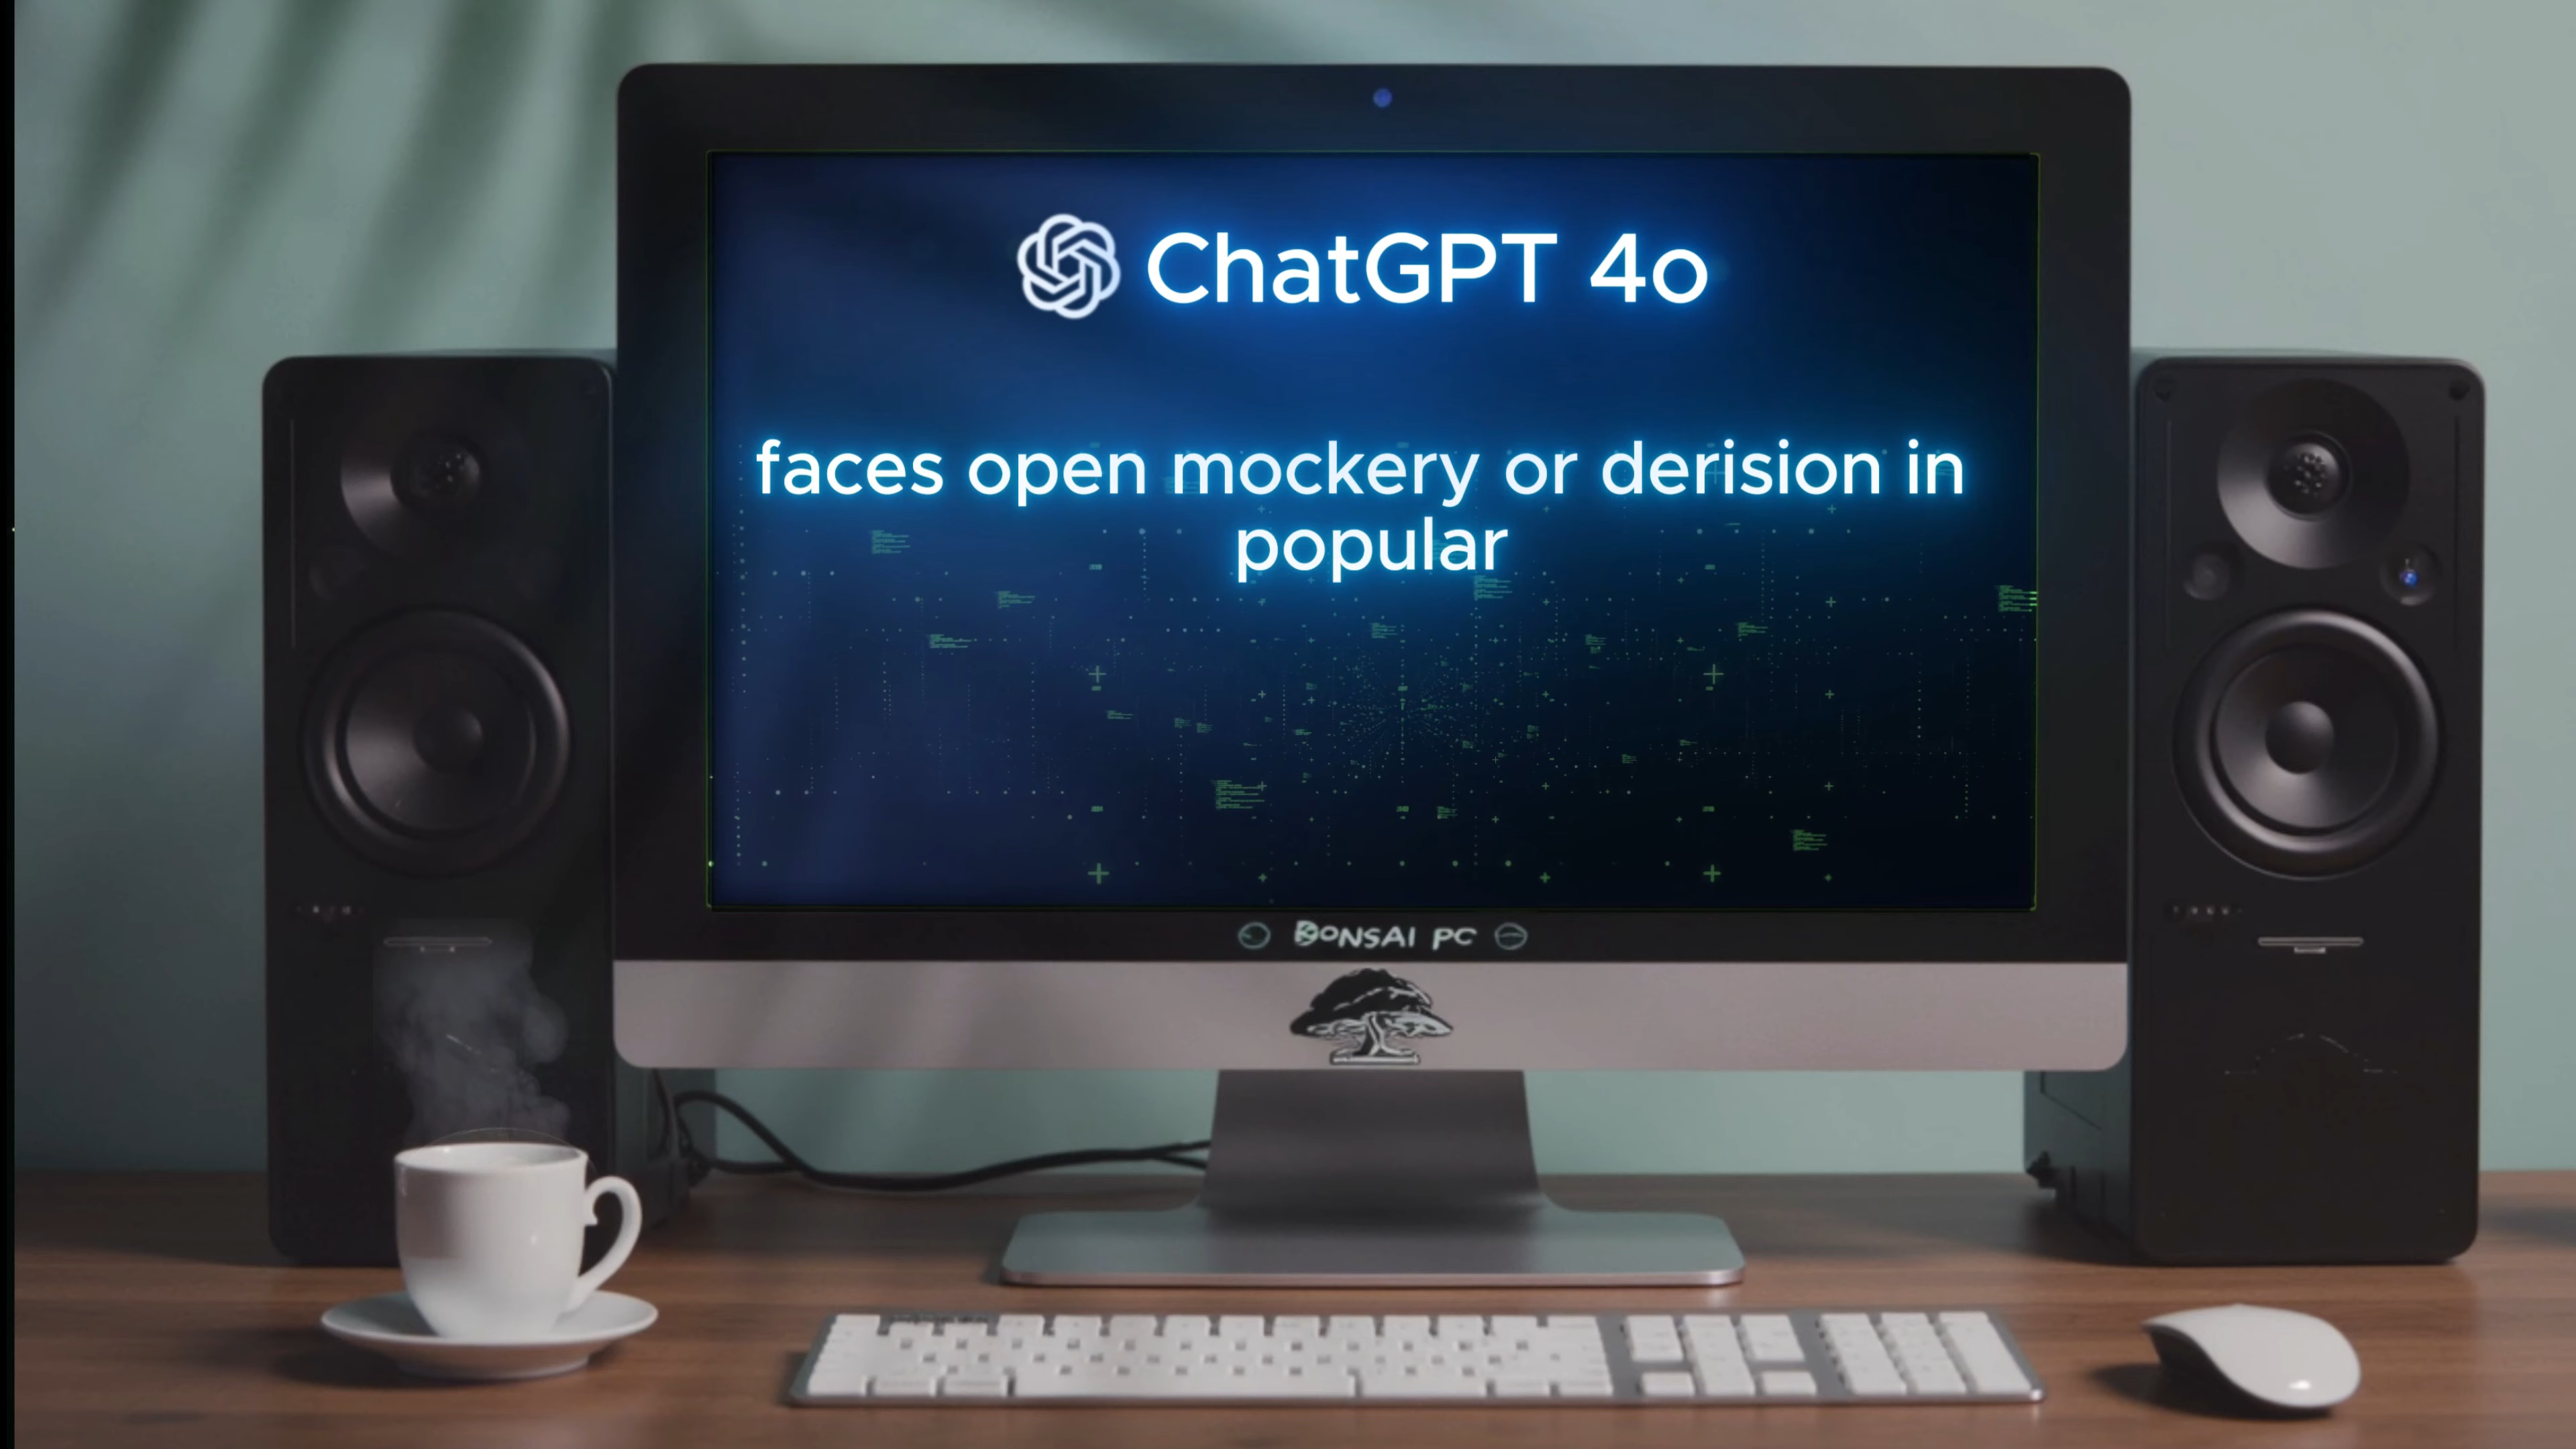 ChatGPT 4o
faces open mockery or derision in
popular
BONSAI PC